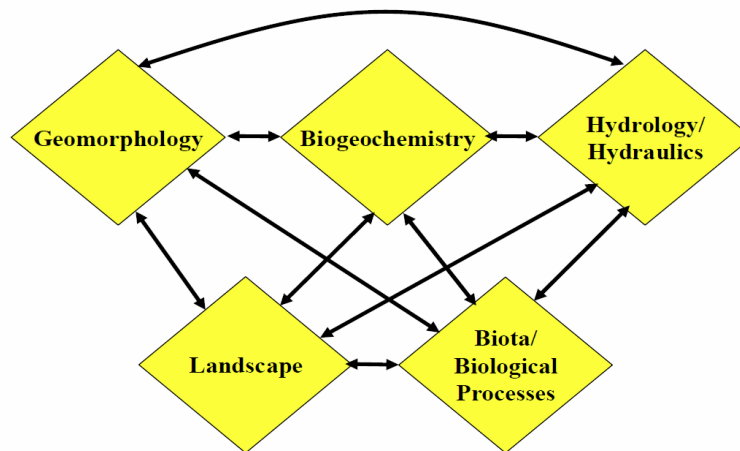 Geomorphology
Biogeochemistry
Hydrology/
Hydraulics
Landscape
Biota/
Biological
Processes